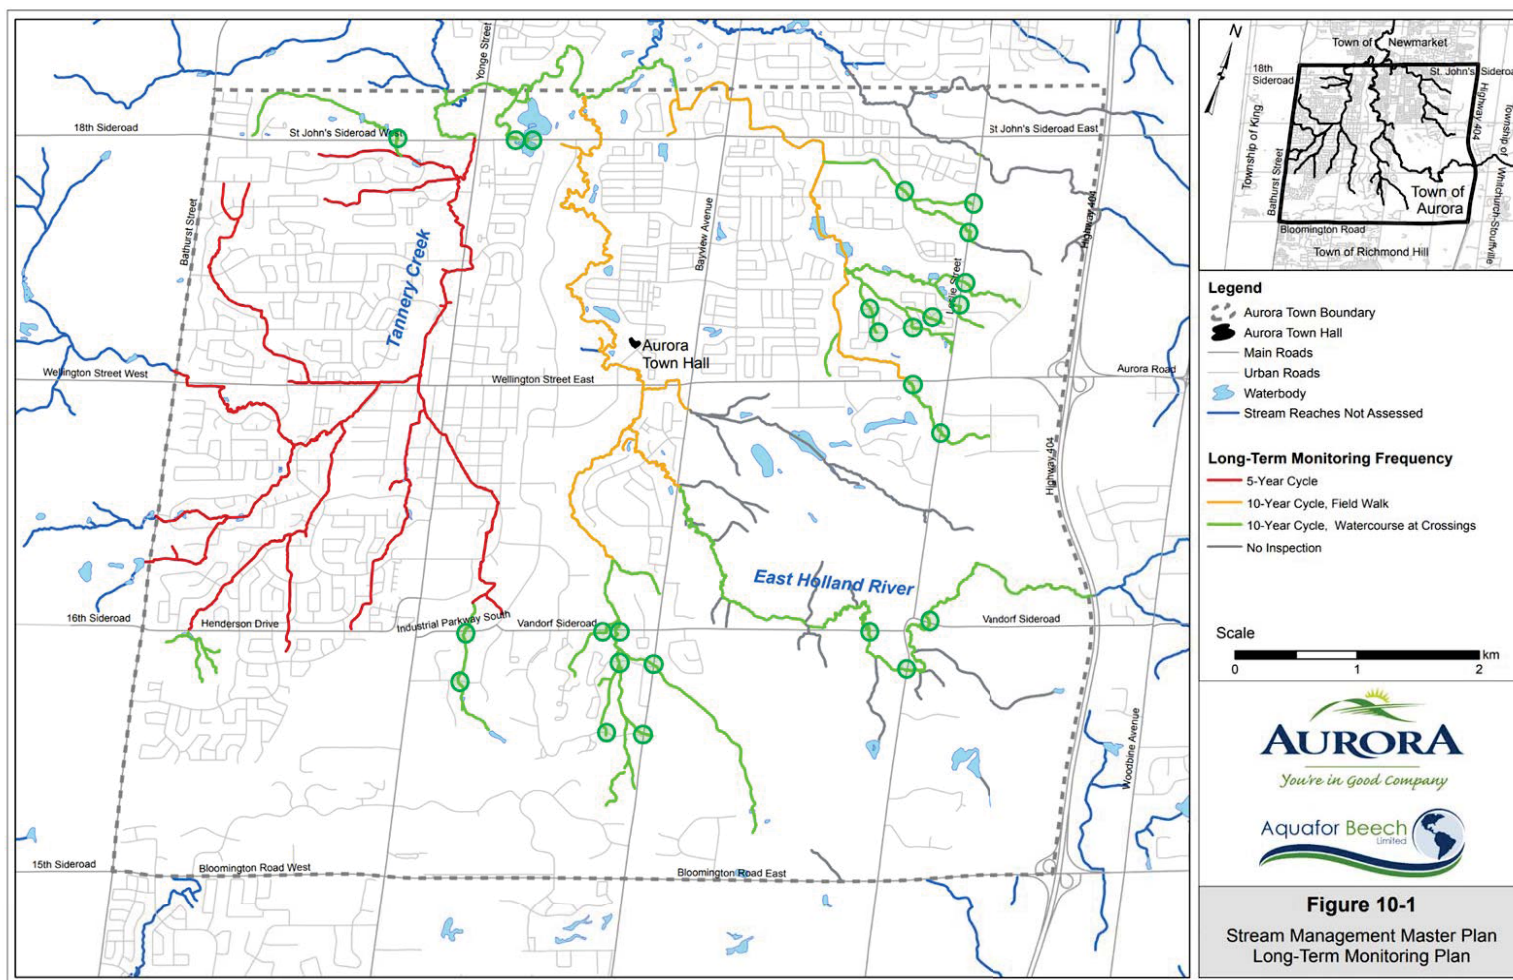 Yonge Street
18th Sideroad
St John's Sideroad West
St John's Sideroad East
Bathurst Street
Tannery Creek
Bayview Avenue
Highway 404
Leslie Street
Aurora
Town Hall
Wellington Street West
Wellington Street East
Aurora Road
Highway 404
East Holland River
16th Sideroad
Henderson Drive
Industrial Parkway South
Vandorf Sideroad
Vandorf Sideroad
Woodbine Avenue
15th Sideroad
Bloomington Road West
Bloomington Road East
N
Town of Newmarket
18th
Sideroad
St. John's Sideroad
Highway 404
Township of King
Township of
Whitchurch-Stouffville
Bathurst Street
Town of
Aurora
Bloomington Road
Town of Richmond Hill
Legend
Aurora Town Boundary
Aurora Town Hall
Main Roads
Urban Roads
Waterbody
Stream Reaches Not Assessed
Long-Term Monitoring Frequency
5-Year Cycle
10-Year Cycle, Field Walk
10-Year Cycle, Watercourse at Crossings
No Inspection
Scale
km
0 1 2
AURORA
You're in Good Company
Aquafor Beech
Limited
Figure 10-1
Stream Management Master Plan
Long-Term Monitoring Plan